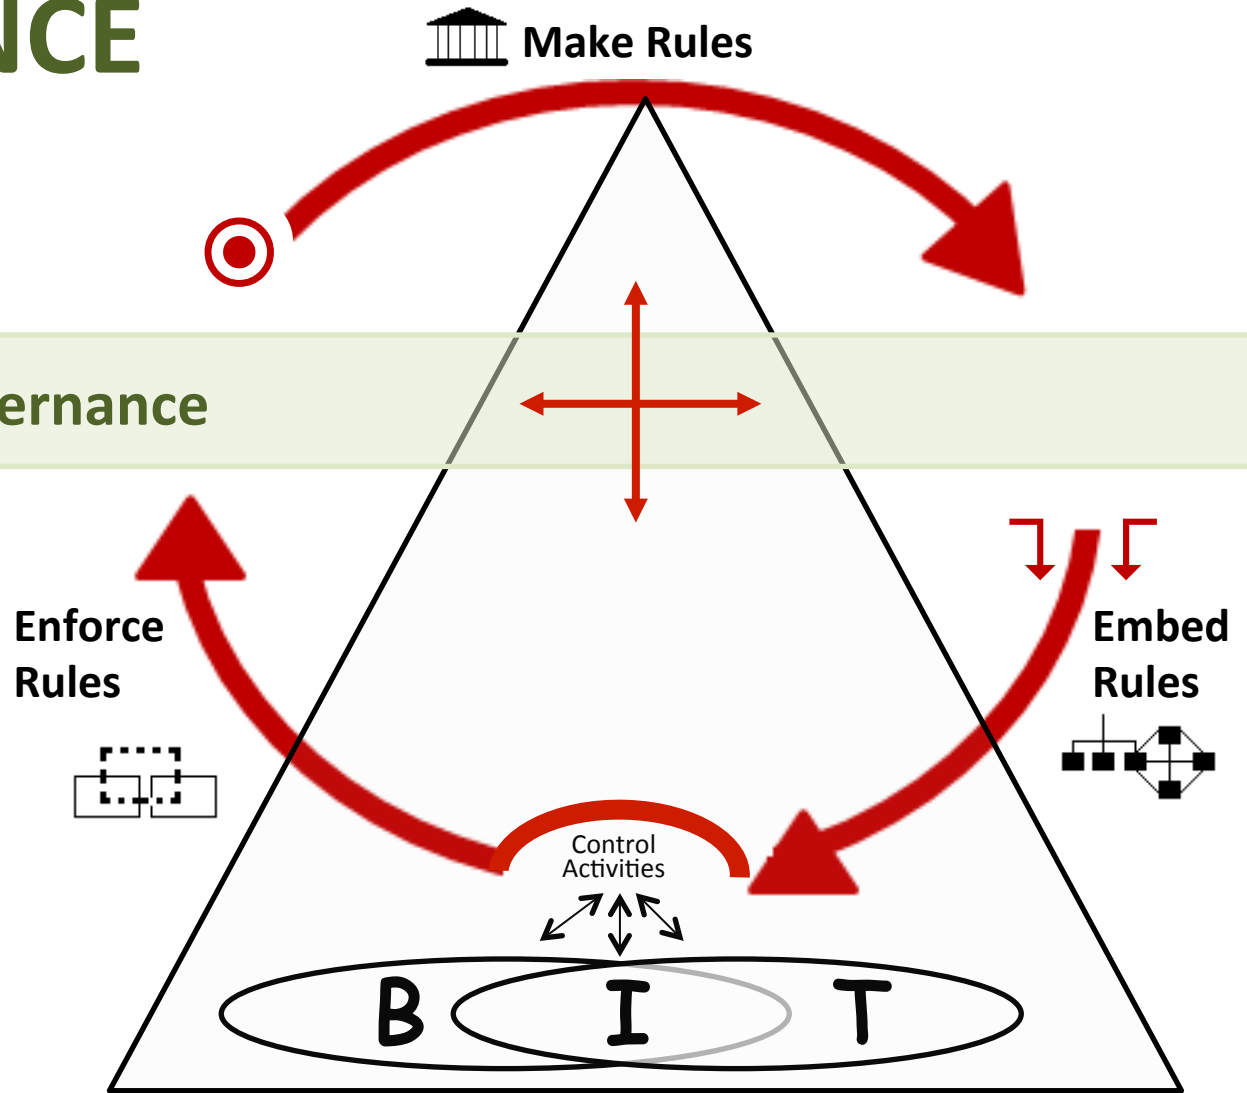 NCE
Make Rules
ernance
Enforce
Rules
Embed
Rules
Control
Activities
B I T